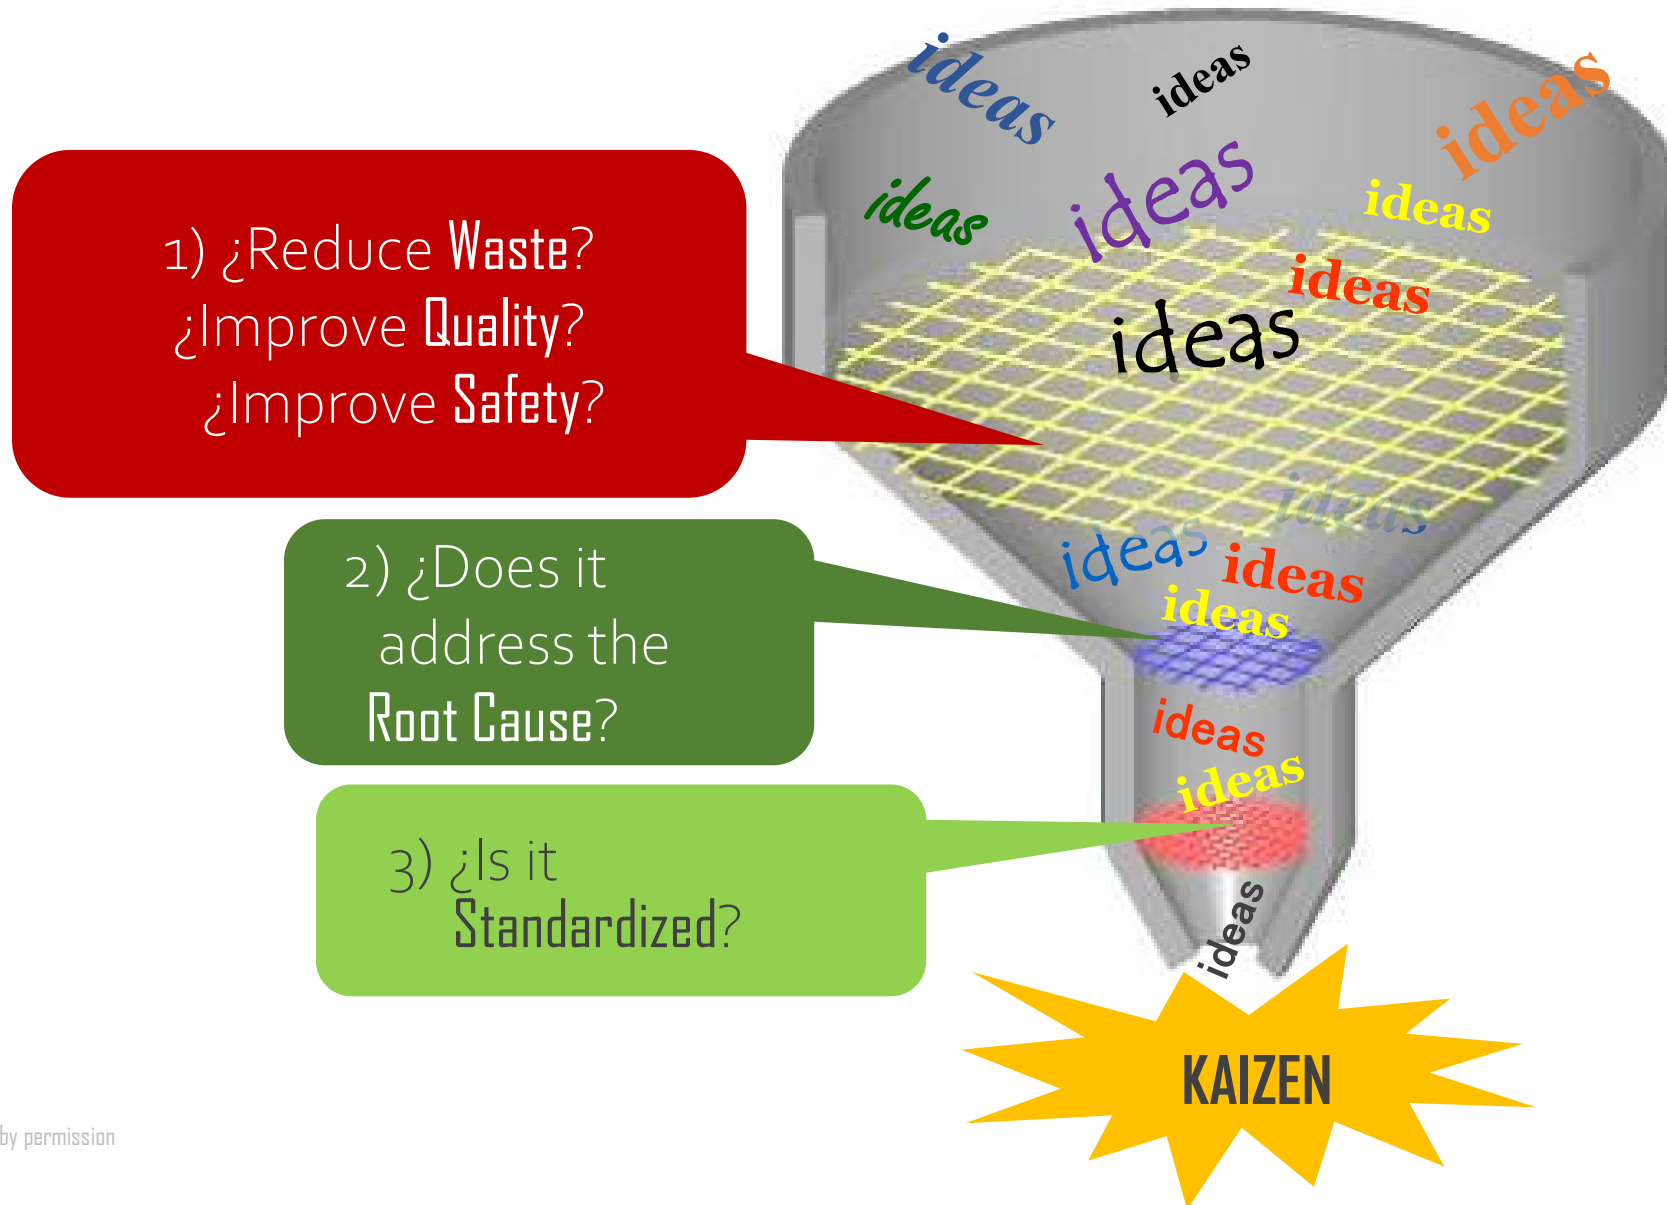 ideas
ideas
ideas
ideas
ideas
ideas
ideas
ideas
1) ¿Reduce Waste?
¿Improve Quality?
¿Improve Safety?
ideas
ideas
ideas
ideas
2) ¿Does it
address the
Root Cause?
ideas
ideas
3) ¿Is it
Standardized?
ideas
KAIZEN
by permission